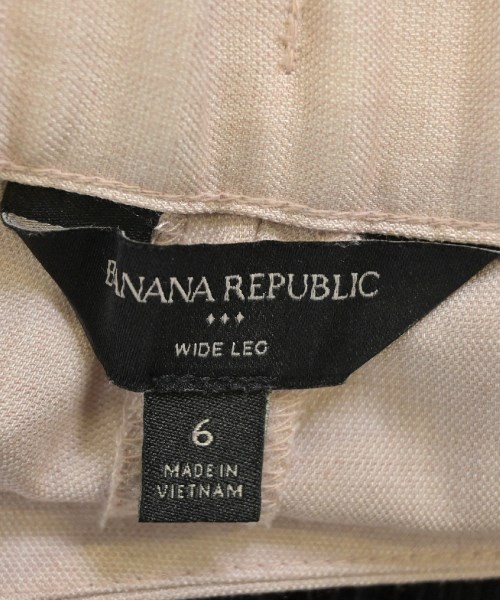 BANANA REPUBLIC
WIDE LEG
6
MADE IN
VIETNAM